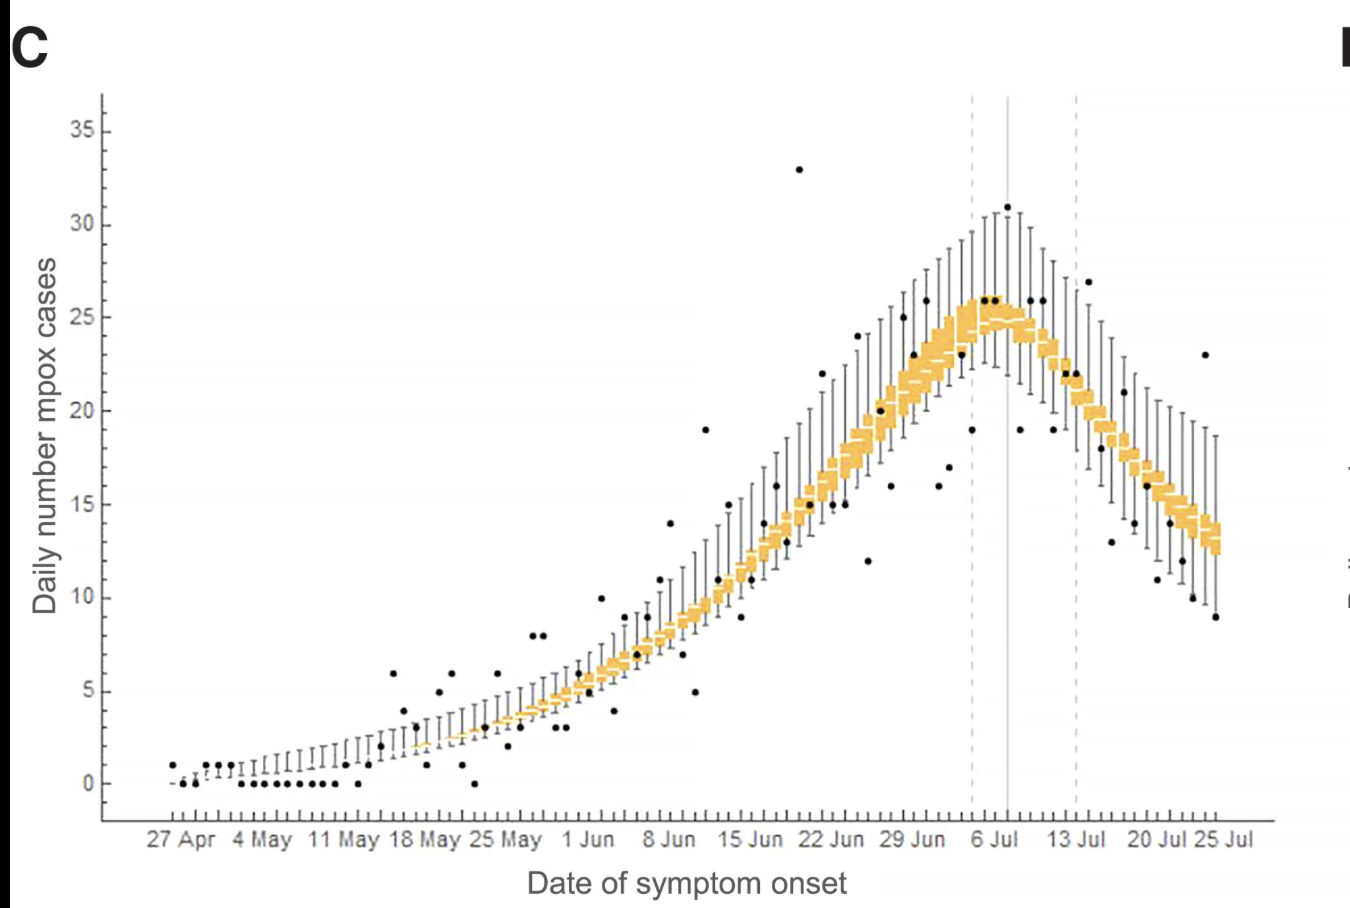 C
Daily number mpox cases
35
30
25
20
15
10
5
0
27 Apr 4 May 11 May 18 May 25 May 1 Jun 8 Jun 15 Jun 22 Jun 29 Jun 6 Jul 13 Jul 20 Jul 25 Jul
Date of symptom onset